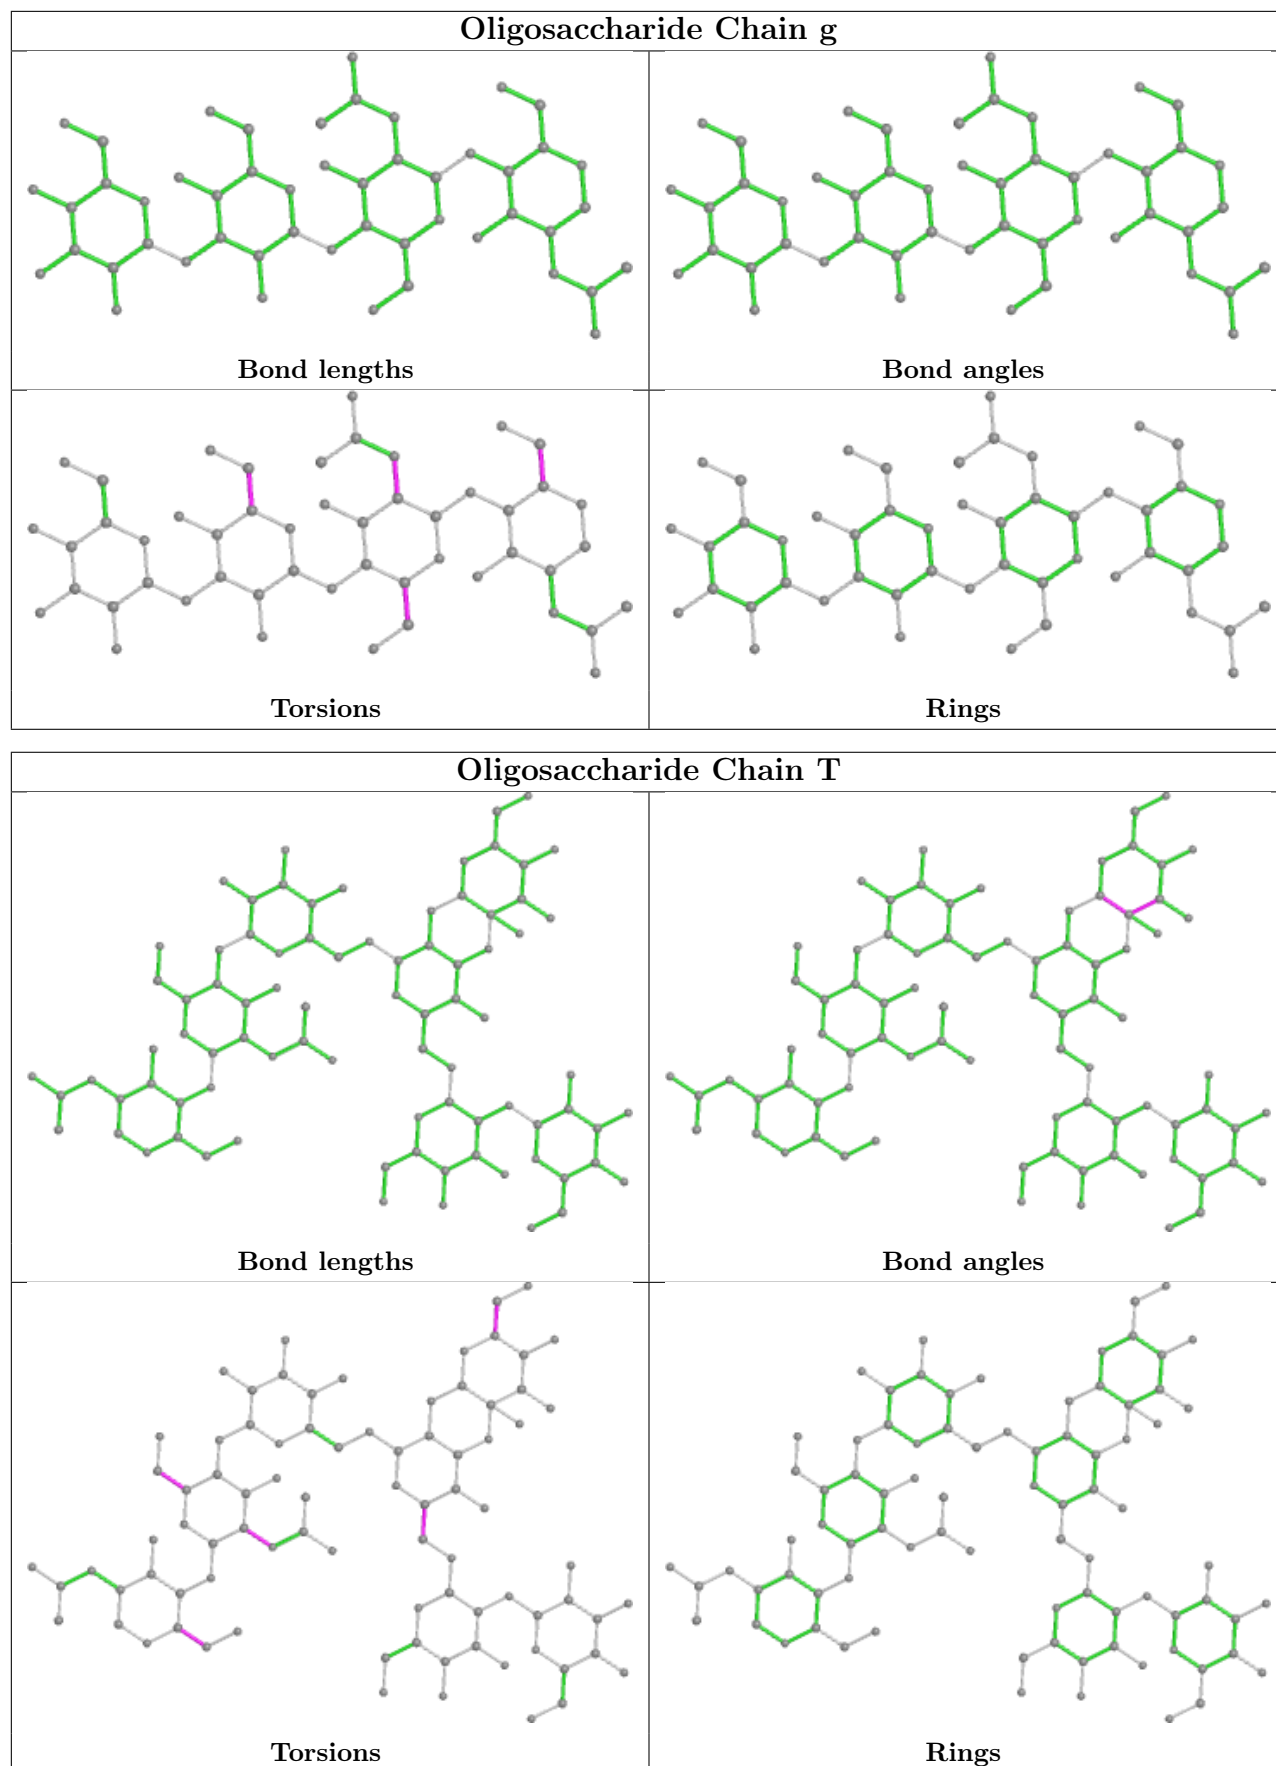 Oligosaccharide Chain g
Bond lengths
Bond angles
Torsions
Rings
Oligosaccharide Chain T
Bond lengths
Bond angles
Torsions
Rings